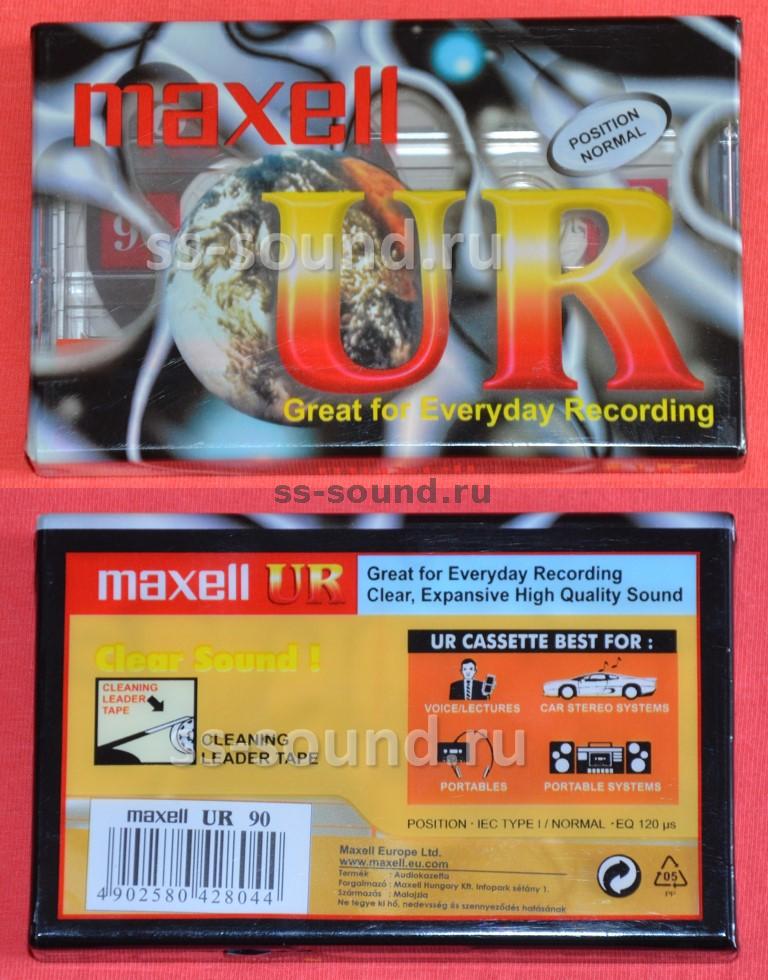 maxell
POSITION
NORMAL
9
ss-sound.ru
UR
Great for Everyday Recording
ss-sound.ru
maxell UR
Great for Everyday Recording
Clear, Expansive High Quality Sound
Clear Sound !
CLEANING
LEADER
TAPE
CLEANING
LEADER TAPE
UR CASSETTE BEST FOR :
VOICE/LECTURES
CAR STEREO SYSTEMS
ss-sound.ru
PORTABLES
PORTABLE SYSTEMS
POSITION · IEC TYPE I / NORMAL · EQ 120 µs
maxell UR 90
4 902580 428044
Maxell Europe Ltd.
www.maxell.eu.com
Termék : Audiokazetta
Forgalmazó : Maxell Hungary Kft. Infopark sétány 1.
Származás : Malajzia
Ne tegye ki hő, nedevsség és szennyeződés hatásának
05
PP